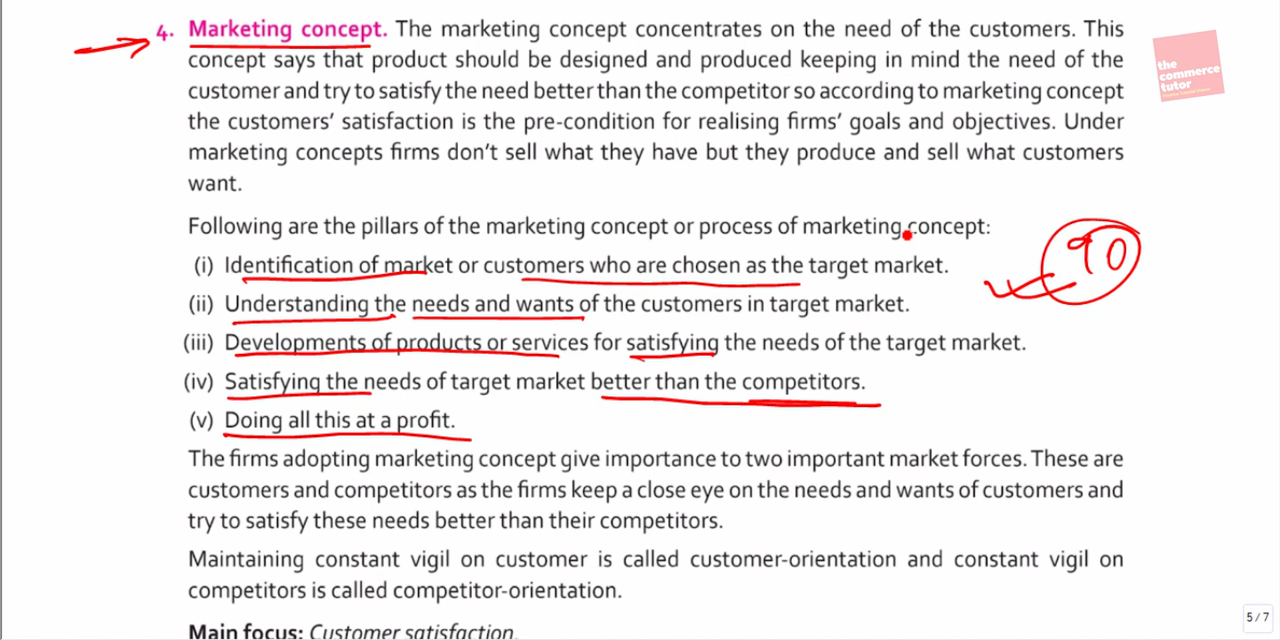 4. Marketing concept. The marketing concept concentrates on the need of the customers. This
concept says that product should be designed and produced keeping in mind the need of the
customer and try to satisfy the need better than the competitor so according to marketing concept
the customers' satisfaction is the pre-condition for realising firms' goals and objectives. Under
marketing concepts firms don't sell what they have but they produce and sell what customers
want.
the
commerce
tutor
Following are the pillars of the marketing concept or process of marketing concept:
(i) Identification of market or customers who are chosen as the target market.
90
(ii) Understanding the needs and wants of the customers in target market.
(iii) Developments of products or services for satisfying the needs of the target market.
(iv) Satisfying the needs of target market better than the competitors.
(v) Doing all this at a profit.
The firms adopting marketing concept give importance to two important market forces. These are
customers and competitors as the firms keep a close eye on the needs and wants of customers and
try to satisfy these needs better than their competitors.
Maintaining constant vigil on customer is called customer-orientation and constant vigil on
competitors is called competitor-orientation.
Main focus: Customer satisfaction.
5 / 7